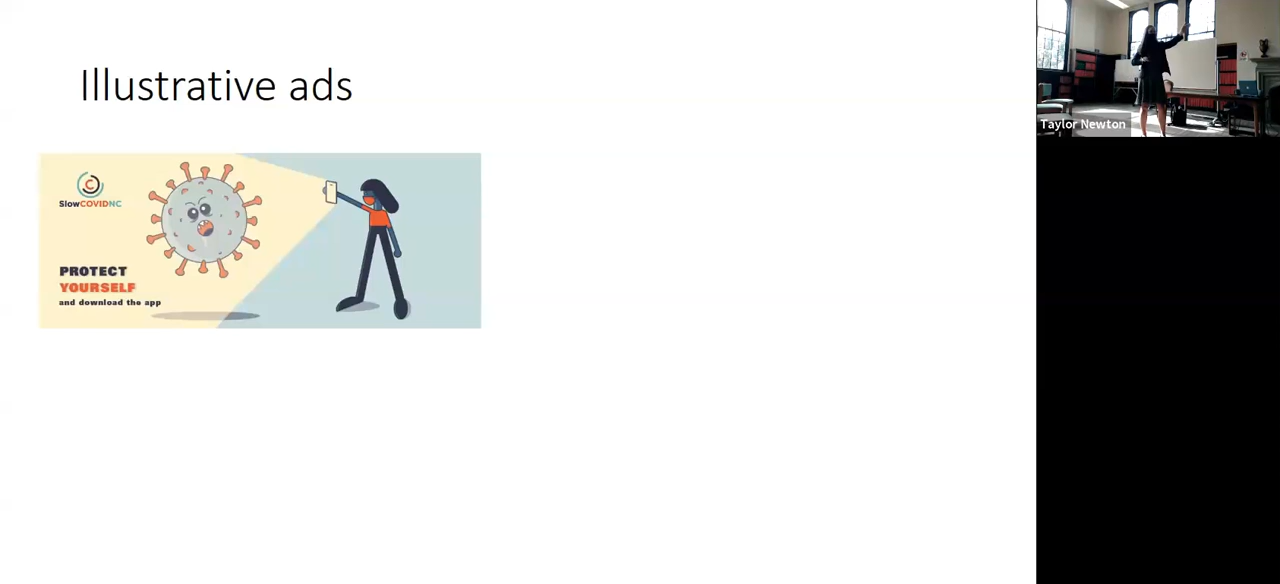 Illustrative ads
SlowCOVIDNC
PROTECT
YOURSELF
and download the app
Taylor Newton